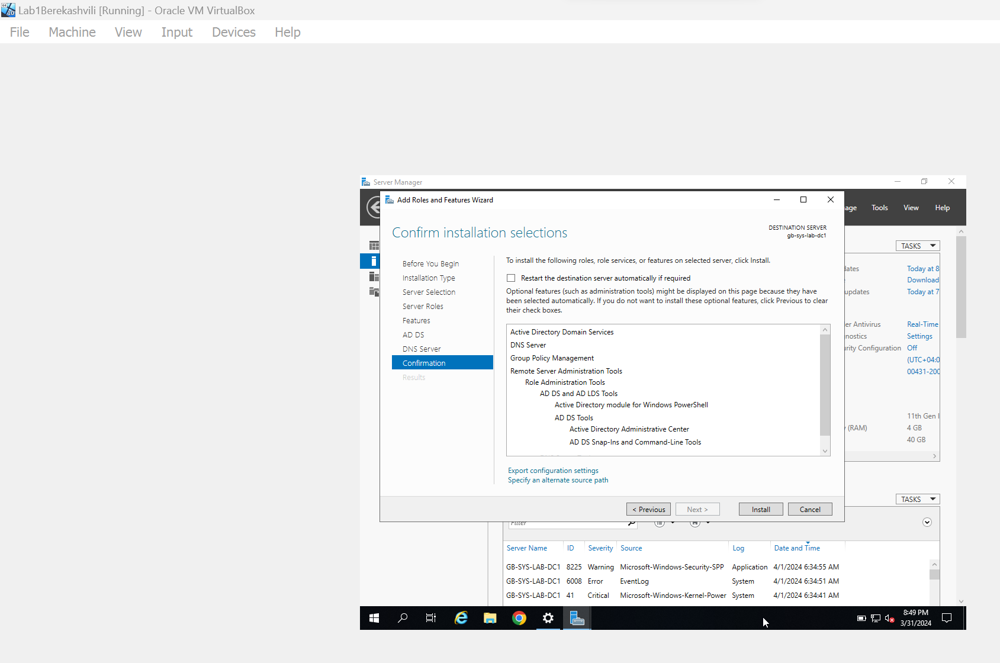 Lab1Berekashvili [Running] - Oracle VM VirtualBox
File Machine View Input Devices Help
Server Manager
Add Roles and Features Wizard
Tools View Help
Confirm installation selections
DESTINATION SERVER
gb-sys-lab-dc1
Before You Begin
Installation Type
Server Selection
Server Roles
Features
AD DS
DNS Server
Confirmation
Results
To install the following roles, role services, or features on selected server, click Install.
Restart the destination server automatically if required
Optional features (such as administration tools) might be displayed on this page because they have
been selected automatically. If you do not want to install these optional features, click Previous to clear
their check boxes.
Active Directory Domain Services
DNS Server
Group Policy Management
Remote Server Administration Tools
Role Administration Tools
AD DS and AD LDS Tools
Active Directory module for Windows PowerShell
AD DS Tools
Active Directory Administrative Center
AD DS Snap-Ins and Command-Line Tools
Export configuration settings
Specify an alternate source path
< Previous Next > Install Cancel
TASKS
Today at 8
Download
updates Today at 7
er Antivirus Real-Time
nostics Settings
urity Configuration Off
(UTC+04:0
00431-200
11th Gen I
(RAM) 4 GB
40 GB
TASKS
Filter
Server Name ID Severity Source Log Date and Time
GB-SYS-LAB-DC1 8225 Warning Microsoft-Windows-Security-SPP Application 4/1/2024 6:34:55 AM
GB-SYS-LAB-DC1 6008 Error EventLog System 4/1/2024 6:34:51 AM
GB-SYS-LAB-DC1 41 Critical Microsoft-Windows-Kernel-Power System 4/1/2024 6:34:41 AM
8:49 PM
3/31/2024